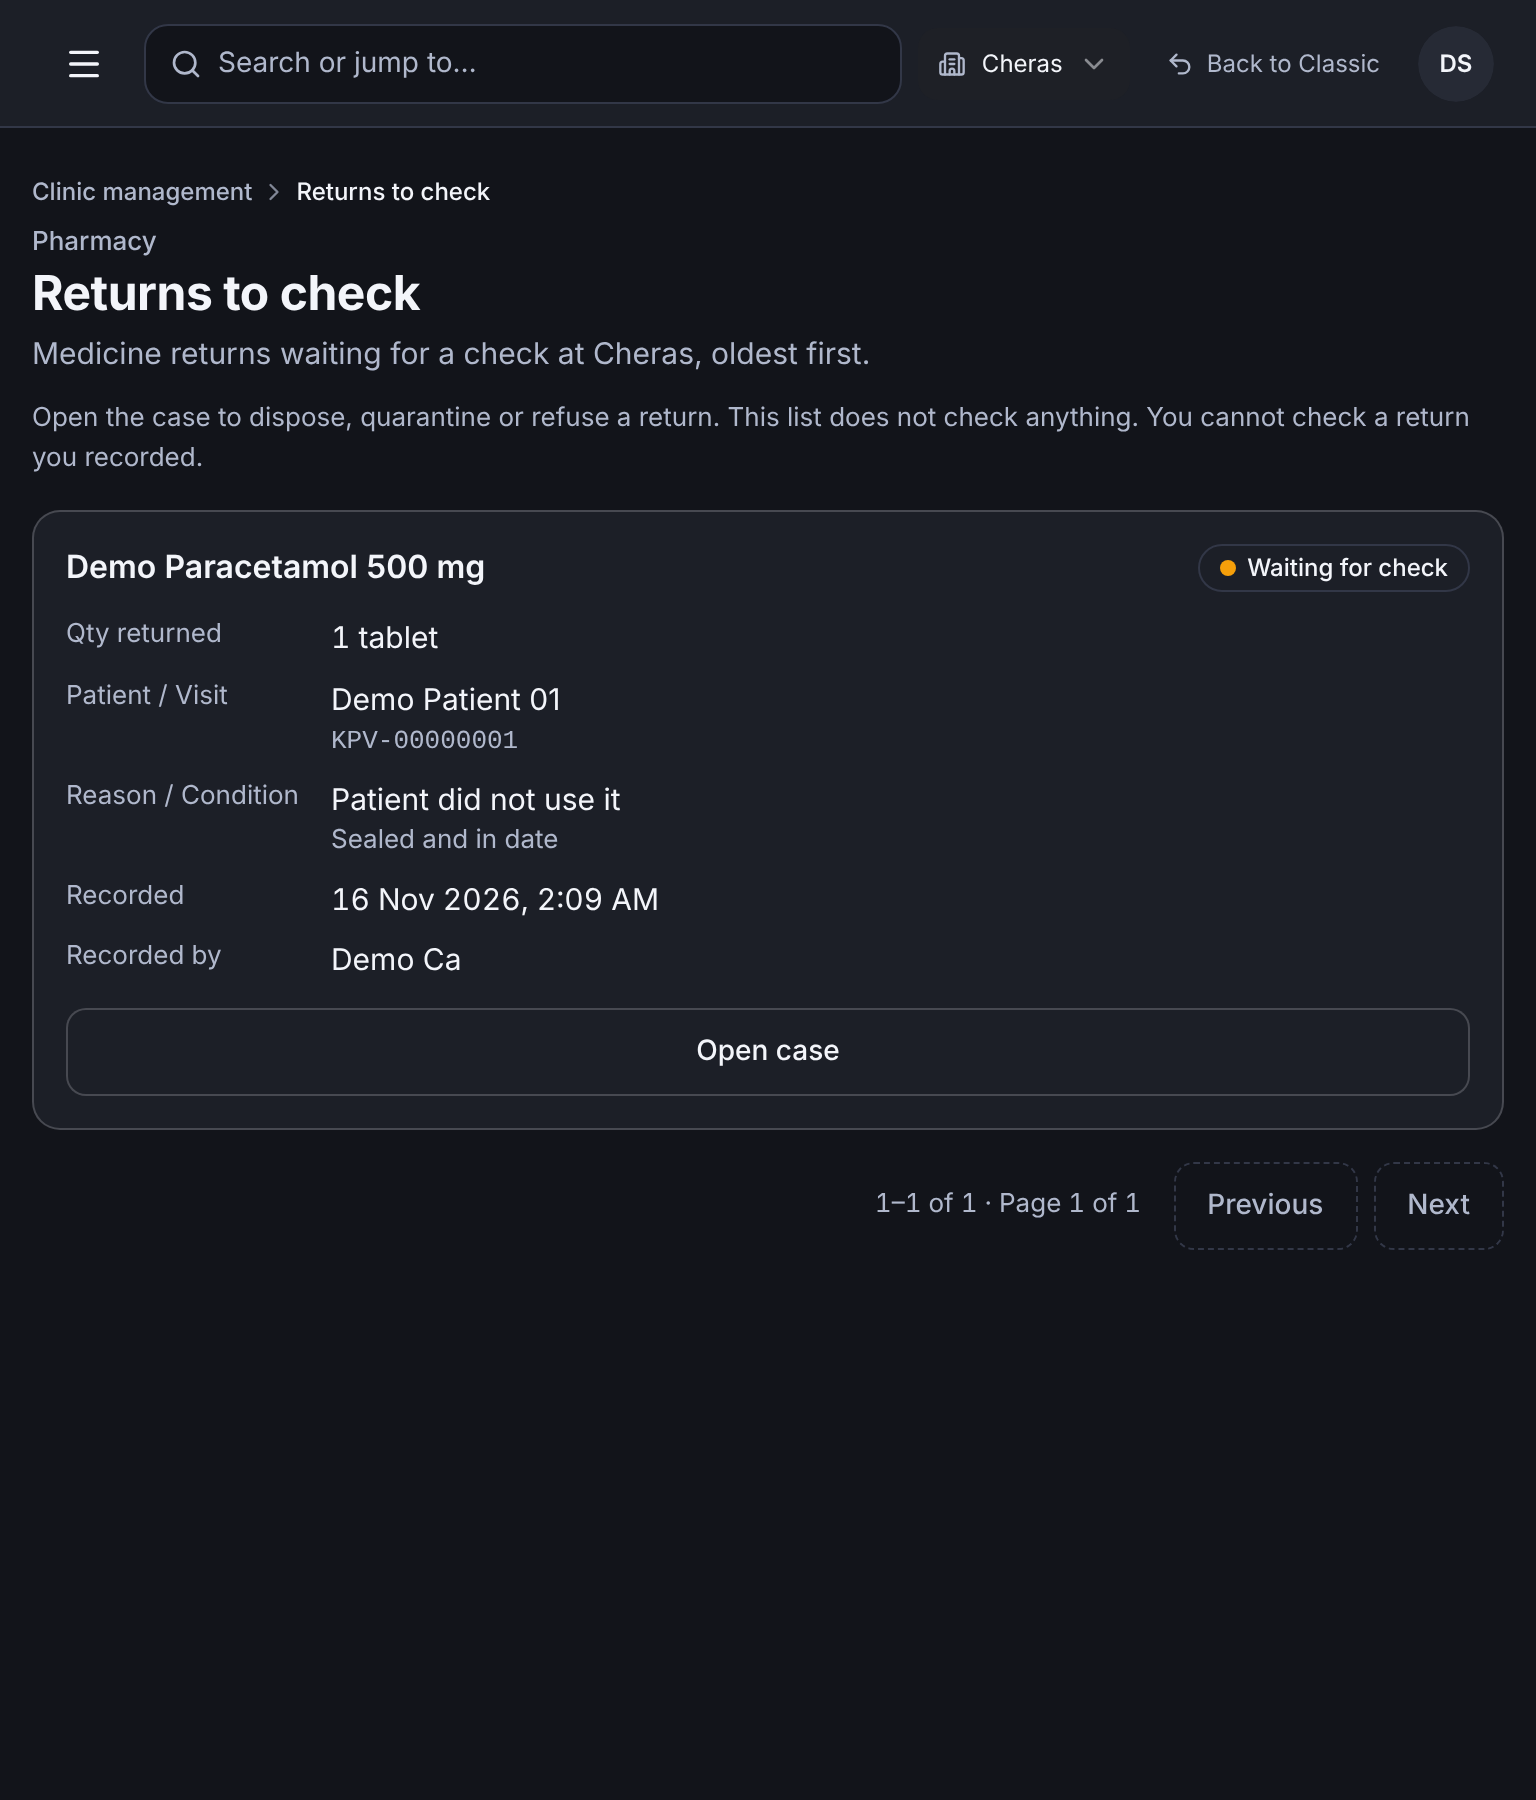 Search or jump to...
Cheras
Back to Classic
DS
Clinic management
Returns to check
Pharmacy
Returns to check
Medicine returns waiting for a check at Cheras, oldest first.
Open the case to dispose, quarantine or refuse a return. This list does not check anything. You cannot check a return
you recorded.
Demo Paracetamol 500 mg
Waiting for check
Qty returned
1 tablet
Patient / Visit
Demo Patient 01
KPV-00000001
Reason / Condition
Patient did not use it
Sealed and in date
Recorded
16 Nov 2026, 2:09 AM
Recorded by
Demo Ca
Open case
1–1 of 1 · Page 1 of 1
Previous
Next